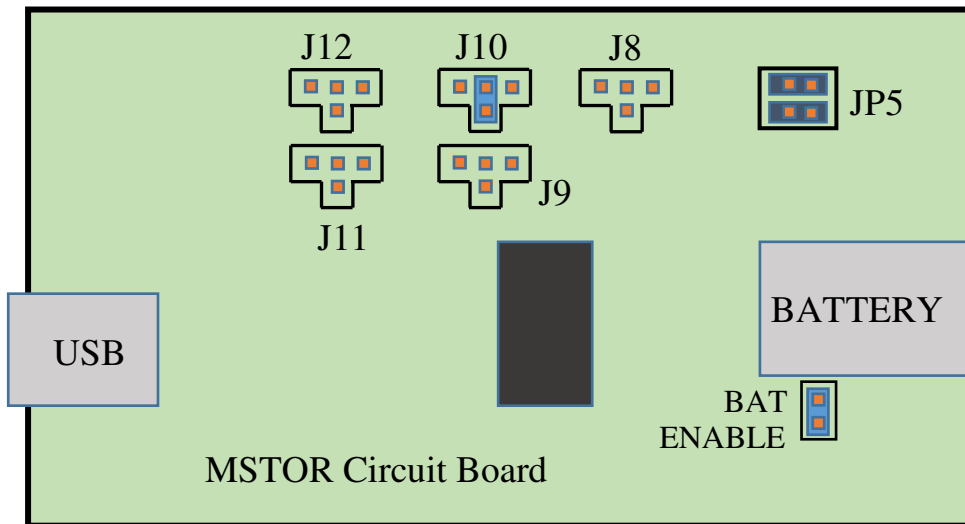 J12 J10 J8
JP5
J11 J9
BATTERY
USB
BAT
ENABLE
MSTOR Circuit Board